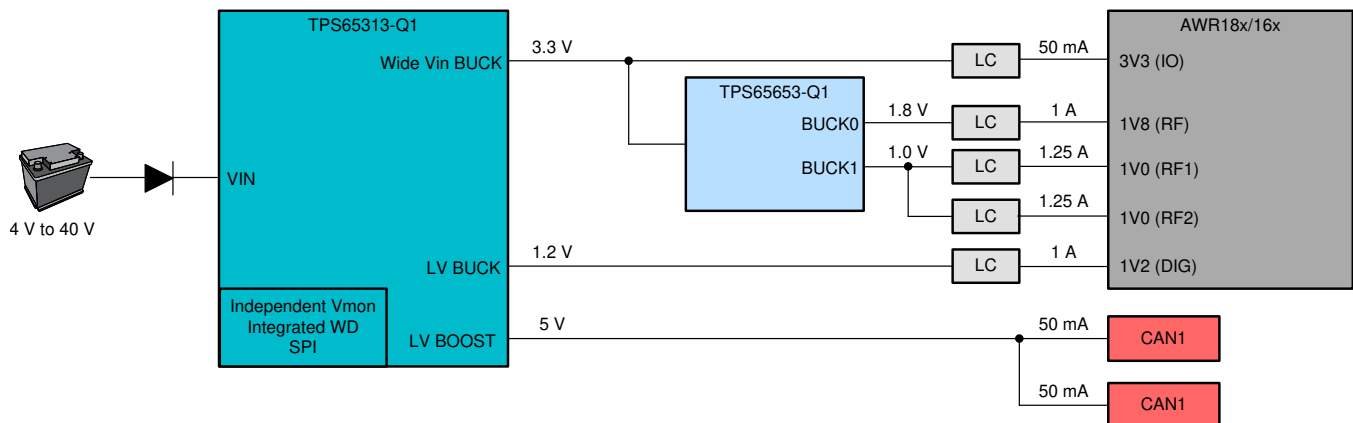 TPS65313-Q1
AWR18x/16x
3.3 V
50 mA
Wide Vin BUCK
LC
3V3 (IO)
TPS65653-Q1
1.8 V
1 A
BUCK0
LC
1V8 (RF)
1.0 V
1.25 A
BUCK1
LC
1V0 (RF1)
VIN
1.25 A
LC
1V0 (RF2)
4 V to 40 V
1.2 V
1 A
LV BUCK
LC
1V2 (DIG)
Independent Vmon
Integrated WD
SPI
5 V
50 mA
LV BOOST
CAN1
50 mA
CAN1